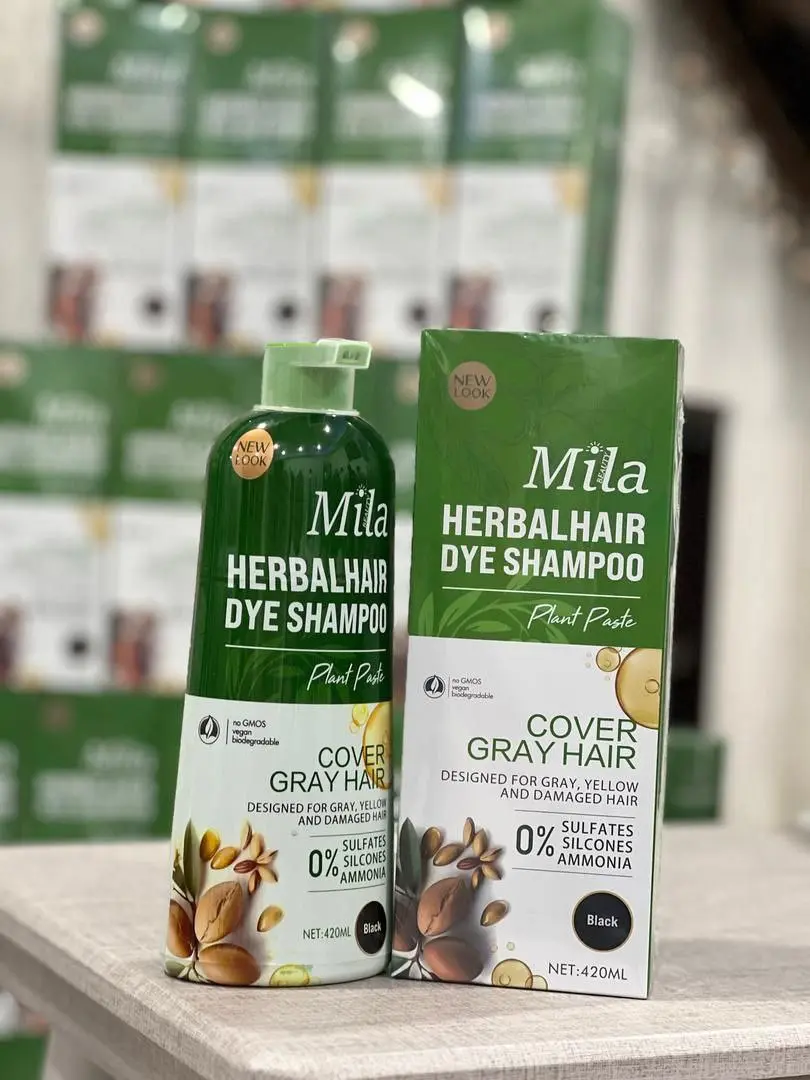 NEW
LOOK
Mila
BEAUTY
HERBALHAIR
DYE SHAMPOO
Plant Paste
no GMOS
vegan
biodegradable
COVER
GRAY HAIR
DESIGNED FOR GRAY, YELLOW
AND DAMAGED HAIR
0%
SULFATES
SILCONES
AMMONIA
Black
NET:420ML
NEW
LOOK
Mila
BEAUTY
HERBALHAIR
DYE SHAMPOO
Plant Paste
no GMOS
vegan
biodegradable
COVER
GRAY HAIR
DESIGNED FOR GRAY, YELLOW
AND DAMAGED HAIR
0%
SULFATES
SILCONES
AMMONIA
Black
NET:420ML